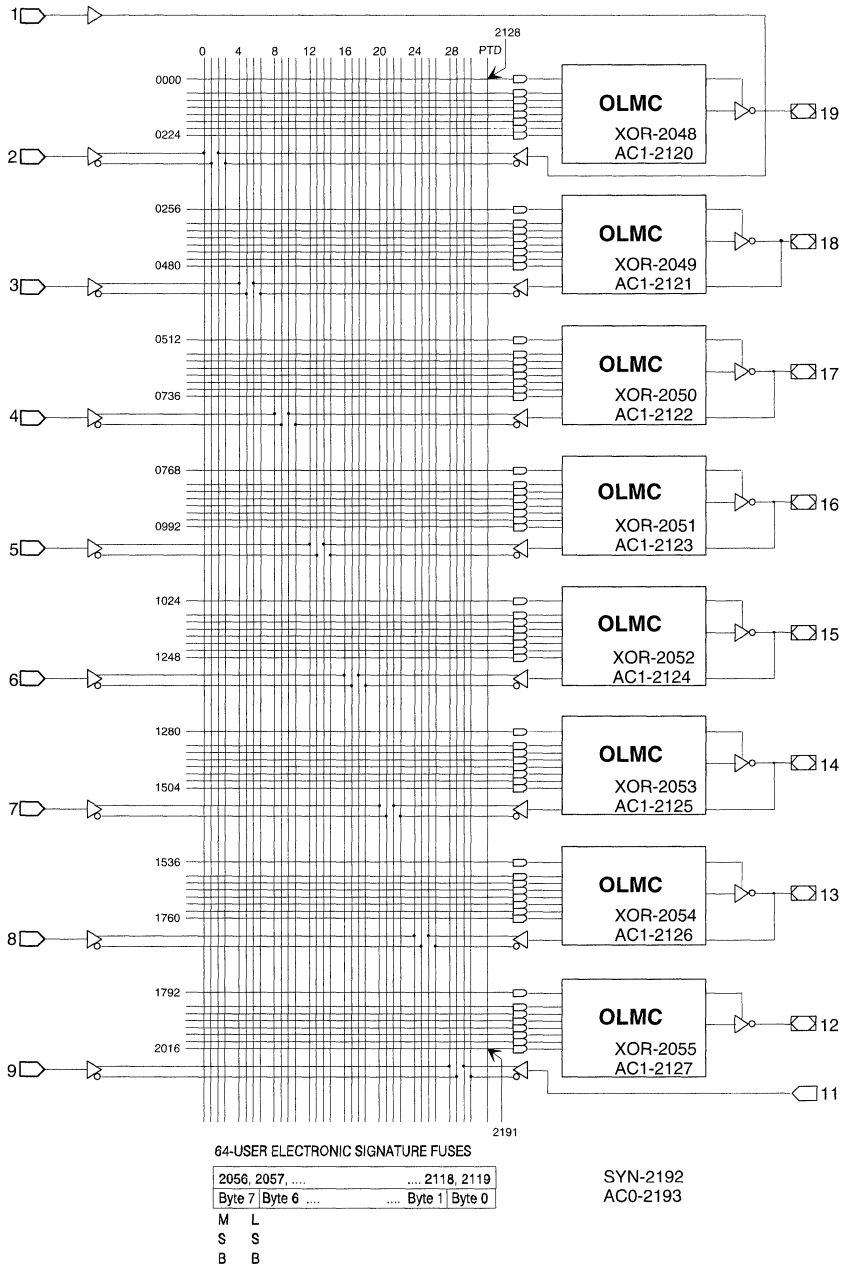 1
2128
0 4 8 12 16 20 24 28 PTD
0000
OLMC
19
0224
XOR-2048
AC1-2120
2
0256
OLMC
18
0480
XOR-2049
AC1-2121
3
0512
OLMC
17
0736
XOR-2050
AC1-2122
4
0768
OLMC
16
0992
XOR-2051
AC1-2123
5
1024
OLMC
15
1248
XOR-2052
AC1-2124
6
1280
OLMC
14
1504
XOR-2053
AC1-2125
7
1536
OLMC
13
1760
XOR-2054
AC1-2126
8
1792
OLMC
12
2016
XOR-2055
AC1-2127
9
11
2191
64-USER ELECTRONIC SIGNATURE FUSES
2056, 2057, .... .... 2118, 2119
Byte 7 Byte 6 .... .... Byte 1 Byte 0
M L
S S
B B
SYN-2192
AC0-2193